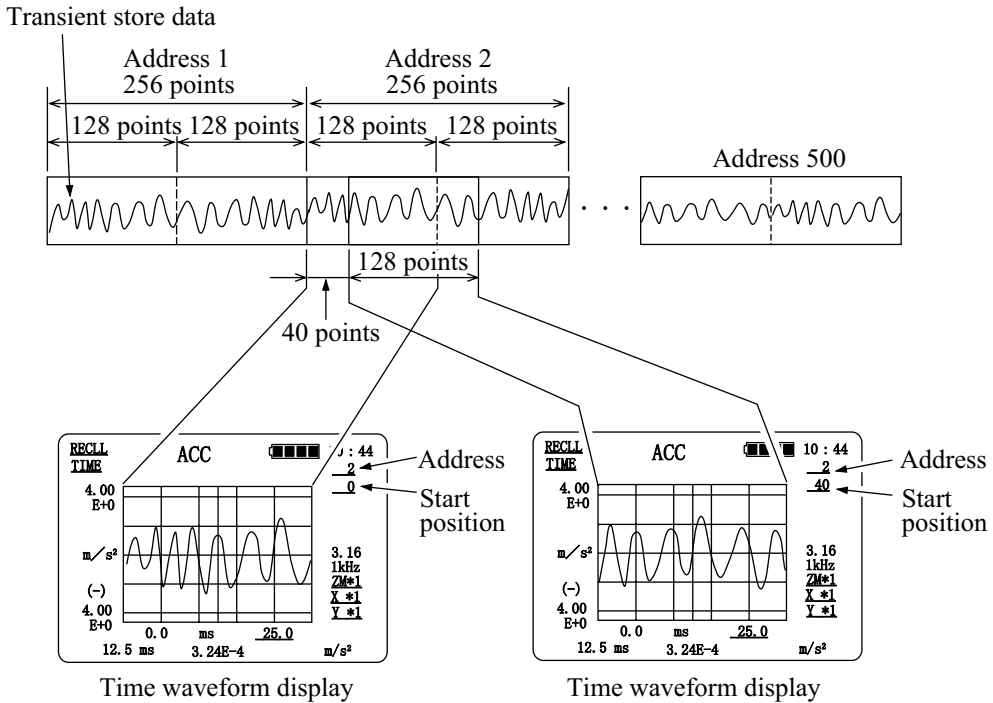 Transient store data
Address 1
256 points
Address 2
256 points
128 points 128 points 128 points 128 points
Address 500
. . .
128 points
40 points
RECLL
TIME
ACC
0 : 44
2
0
Address
Start
position
4.00
E+0
m/s²
(-)
4.00
E+0
3.16
1kHz
ZM*1
X *1
Y *1
0.0 ms 25.0
12.5 ms 3.24E-4 m/s²
Time waveform display
RECLL
TIME
ACC
10 : 44
2
40
Address
Start
position
4.00
E+0
m/s²
(-)
4.00
E+0
3.16
1kHz
ZM*1
X *1
Y *1
0.0 ms 25.0
12.5 ms 3.24E-4 m/s²
Time waveform display